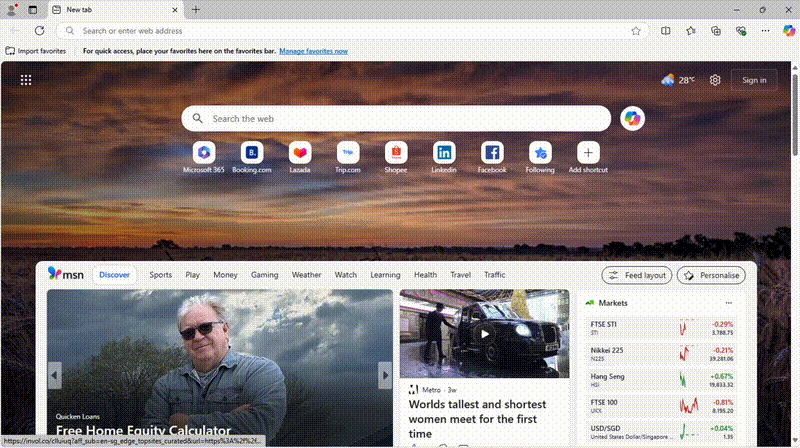 New tab
Search or enter web address
Import favorites
For quick access, place your favorites here on the favorites bar. Manage favorites now
28°C
Sign in
Search the web
Microsoft 365
Booking.com
Lazada
Trip.com
Shopee
Linkedin
Facebook
Following
Add shortcut
msn
Discover
Sports
Play
Money
Gaming
Weather
Watch
Learning
Health
Travel
Traffic
Feed layout
Personalise
Quicken Loans
Free Home Equity Calculator
Metro · 3w
Worlds tallest and shortest
women meet for the first
time
Markets
FTSE STI
-0.29%
STI
3,788.75
Nikkei 225
-0.21%
N225
39,281.06
Hang Seng
+0.67%
HSI
19,833.32
FTSE 100
-0.81%
UKX
8,195.20
USD/SGD
+0.04%
United States Dollar/Singapore ...
1.35
https://invol.co/clluiuq?aff_sub=en-sg_edge_topsites_curated&url=https%3A%2f%2f...